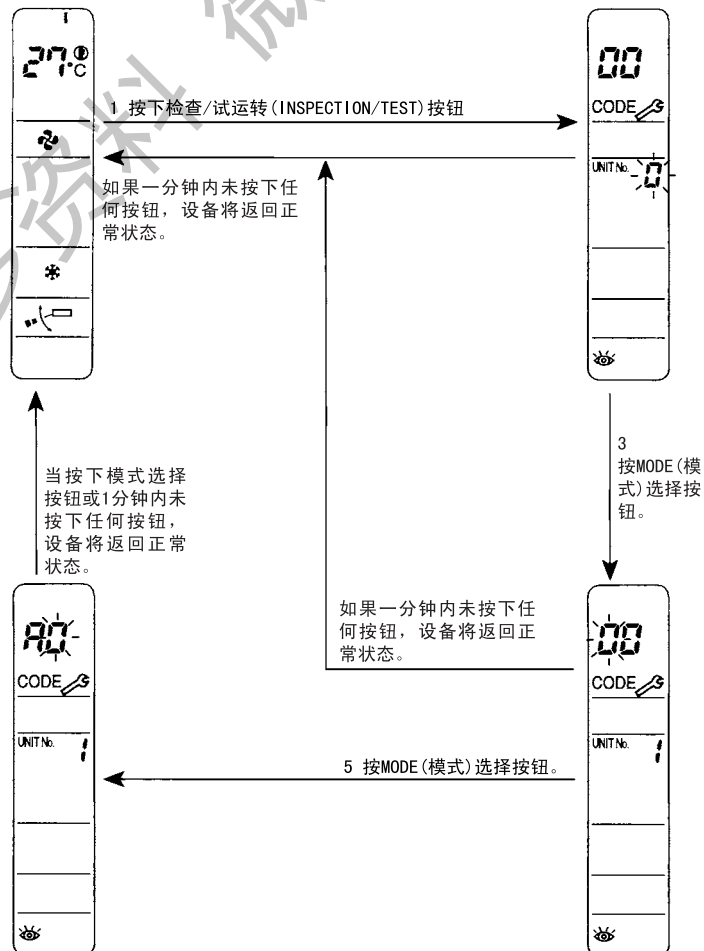 27℃
1 按下检查/试运转(INSPECTION/TEST)按钮
如果一分钟内未按下任
何按钮，设备将返回正
常状态。
00
CODE
UNIT No.
0
当按下模式选择
按钮或1分钟内未
按下任何按钮，
设备将返回正常
状态。
3
按MODE(模
式)选择按
钮。
A0
CODE
UNIT No.
1
如果一分钟内未按下任
何按钮，设备将返回正
常状态。
5 按MODE(模式)选择按钮。
00
CODE
UNIT No.
1
资料